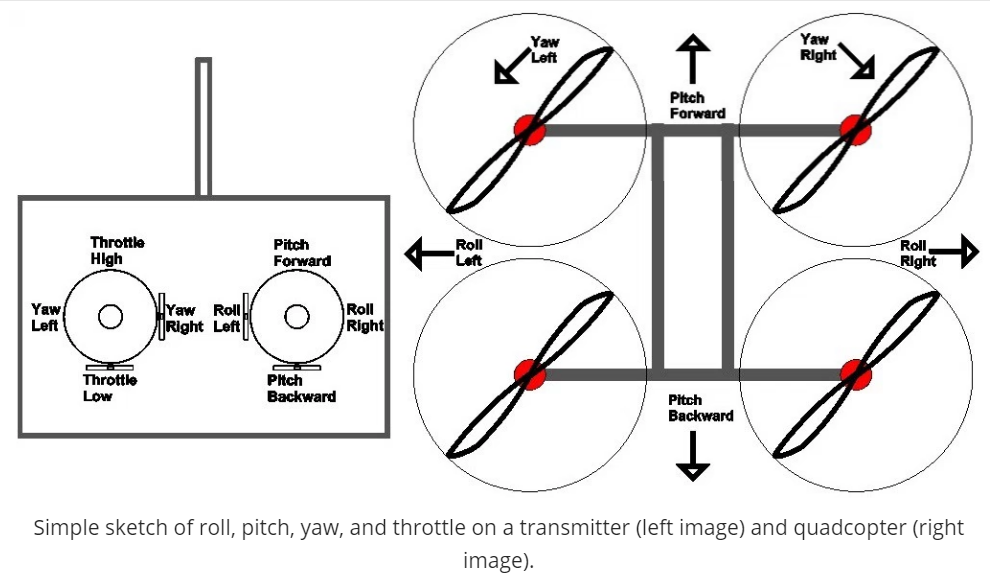 Throttle
High
Yaw
Left
Yaw
Right
Throttle
Low
Pitch
Forward
Roll
Left
Roll
Right
Pitch
Backward
Yaw
Left
Pitch
Forward
Yaw
Right
Roll
Left
Roll
Right
Pitch
Backward
Simple sketch of roll, pitch, yaw, and throttle on a transmitter (left image) and quadcopter (right
image).